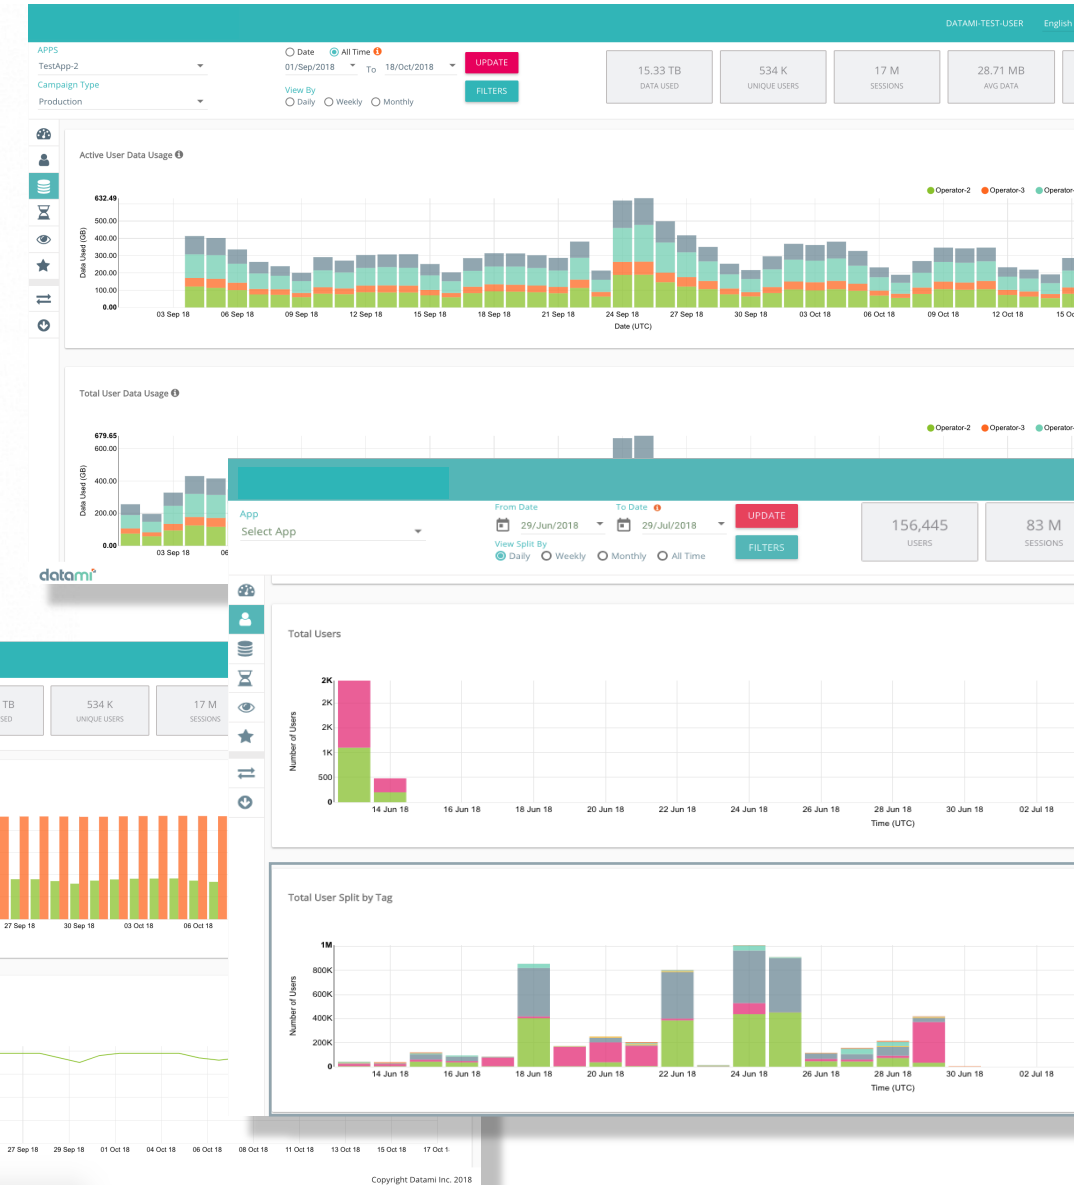 DATAMI-TEST-USER English
APPS
TestApp-2
Campaign Type
Production
Date All Time
01/Sep/2018 To 18/Oct/2018
View By
Daily Weekly Monthly
UPDATE
FILTERS
15.33 TB
DATA USED
534 K
UNIQUE USERS
17 M
SESSIONS
28.71 MB
AVG DATA
Active User Data Usage
Operator-2 Operator-3 Operator-
Data Used (GB)
632.49
500.00
400.00
300.00
200.00
100.00
0.00
03 Sep 18 06 Sep 18 09 Sep 18 12 Sep 18 15 Sep 18 18 Sep 18 21 Sep 18 24 Sep 18 27 Sep 18 30 Sep 18 03 Oct 18 06 Oct 18 09 Oct 18 12 Oct 18 15 Oc
Date (UTC)
Total User Data Usage
Operator-2 Operator-3 Operator-
Data Used (GB)
679.65
600.00
400.00
200.00
0.00
03 Sep 18 06
datami
App
Select App
From Date To Date
29/Jun/2018 29/Jul/2018
View Split By
Daily Weekly Monthly All Time
UPDATE
FILTERS
156,445
USERS
83 M
SESSIONS
Total Users
Number of Users
2K
2K
2K
1K
500
0
14 Jun 18 16 Jun 18 18 Jun 18 20 Jun 18 22 Jun 18 24 Jun 18 26 Jun 18 28 Jun 18 30 Jun 18 02 Jul 18
Time (UTC)
Total User Split by Tag
Number of Users
1M
800K
600K
400K
200K
0
14 Jun 18 16 Jun 18 18 Jun 18 20 Jun 18 22 Jun 18 24 Jun 18 26 Jun 18 28 Jun 18 30 Jun 18 02 Jul 18
Time (UTC)
TB
SED
534 K
UNIQUE USERS
17 M
SESSIONS
27 Sep 18 30 Sep 18 03 Oct 18 06 Oct 18
27 Sep 18 29 Sep 18 01 Oct 18 04 Oct 18 06 Oct 18 08 Oct 18 11 Oct 18 13 Oct 18 15 Oct 18 17 Oct 1
Copyright Datami Inc. 2018